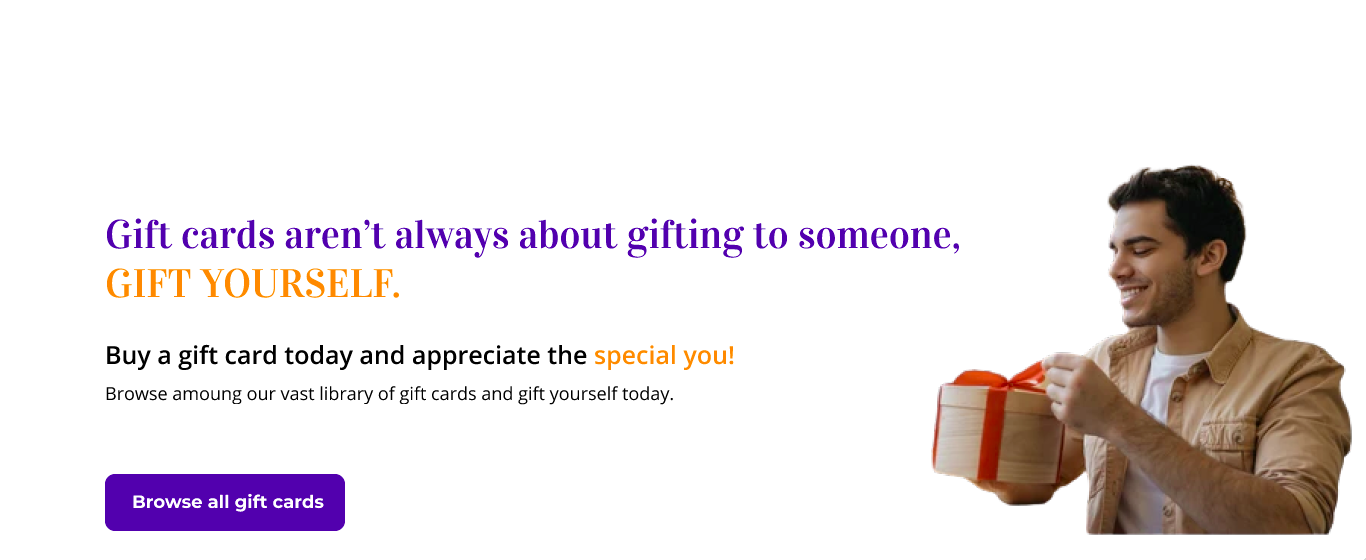 Gift cards aren’t always about gifting to someone,
GIFT YOURSELF.
Buy a gift card today and appreciate the special you!
Browse amoung our vast library of gift cards and gift yourself today.
Browse all gift cards